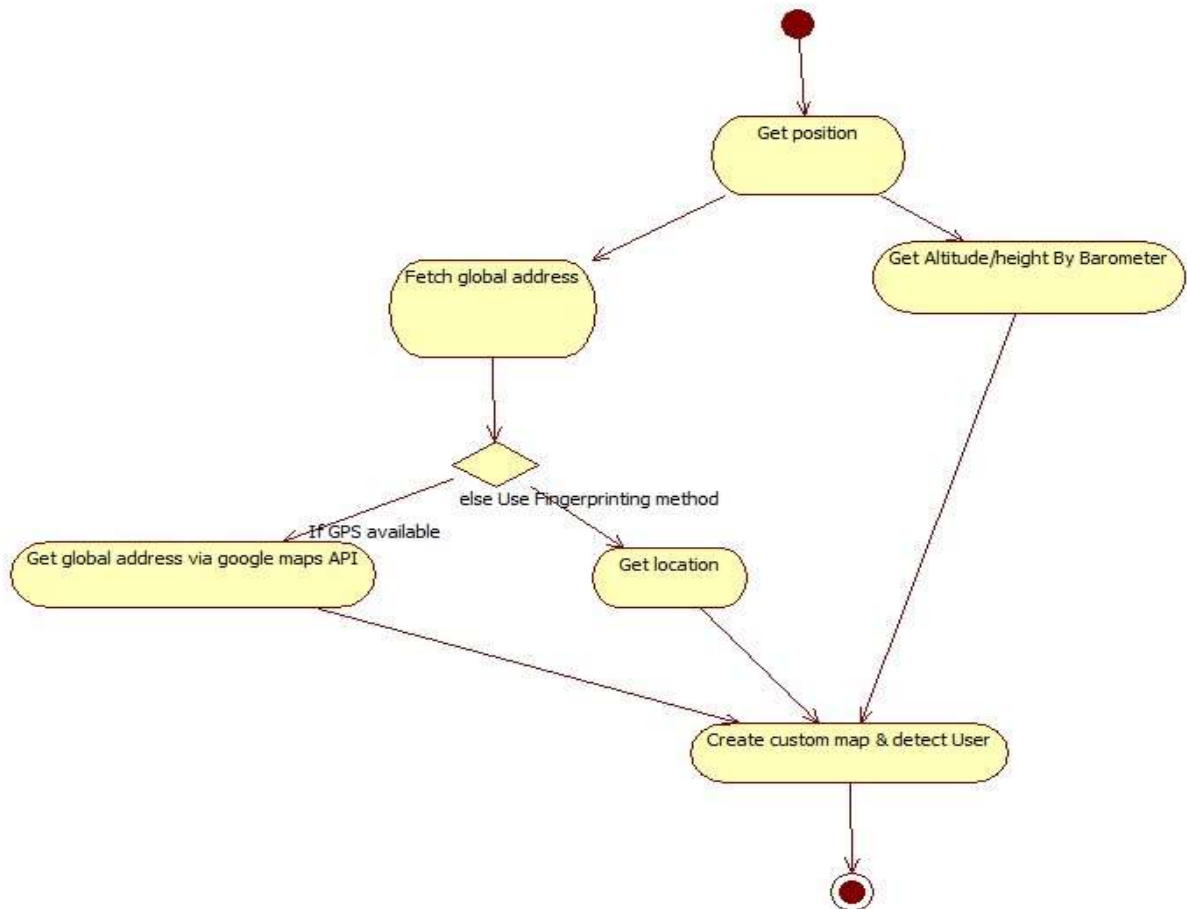 Get position
Fetch global address
Get Altitude/height By Barometer
else Use Fingerprinting method
If GPS available
Get global address via google maps API
Get location
Create custom map & detect User